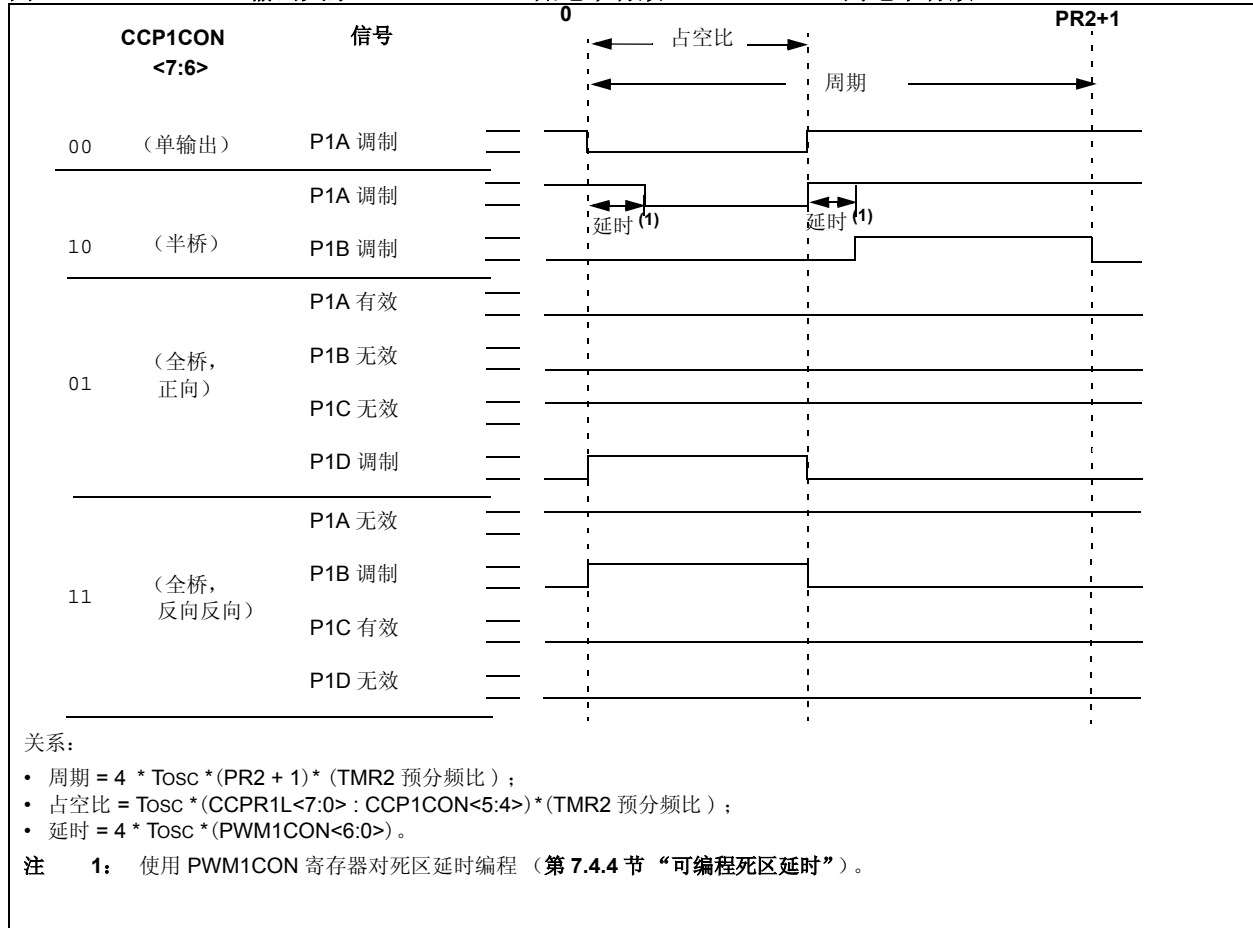 0
PR2+1
CCP1CON
<7:6>
信号
占空比
周期
00 （单输出） P1A 调制
P1A 调制
延时 (1) 延时 (1)
10 （半桥） P1B 调制
P1A 有效
P1B 无效
01 （全桥，
正向）
P1C 无效
P1D 调制
P1A 无效
P1B 调制
11 （全桥，
反向反向）
P1C 有效
P1D 无效
关系：
• 周期 = 4 * TOSC *(PR2 + 1)* (TMR2 预分频比 ) ；
• 占空比 = TOSC *(CCPR1L<7:0> : CCP1CON<5:4>)*(TMR2 预分频比 ) ；
• 延时 = 4 * TOSC *(PWM1CON<6:0>) 。
注 1： 使用 PWM1CON 寄存器对死区延时编程 （第 7.4.4 节 “可编程死区延时”）。